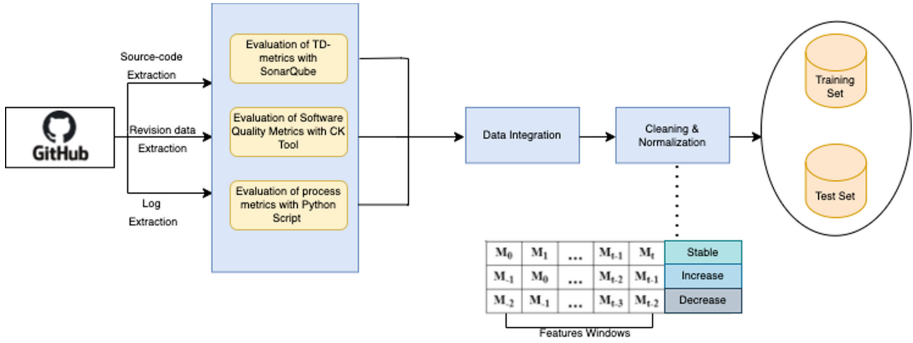 Source-code
Extraction
GitHub
Revision data
Extraction
Log
Extraction
Evaluation of TD-
metrics with
SonarQube
Evaluation of Software
Quality Metrics with CK
Tool
Evaluation of process
metrics with Python
Script
Data Integration
Cleaning &
Normalization
Training
Set
Test Set
M0 M1 ... Mt-1 Mt Stable
M-1 M0 ... Mt-2 Mt-1 Increase
M-2 M-1 ... Mt-3 Mt-2 Decrease
Features Windows